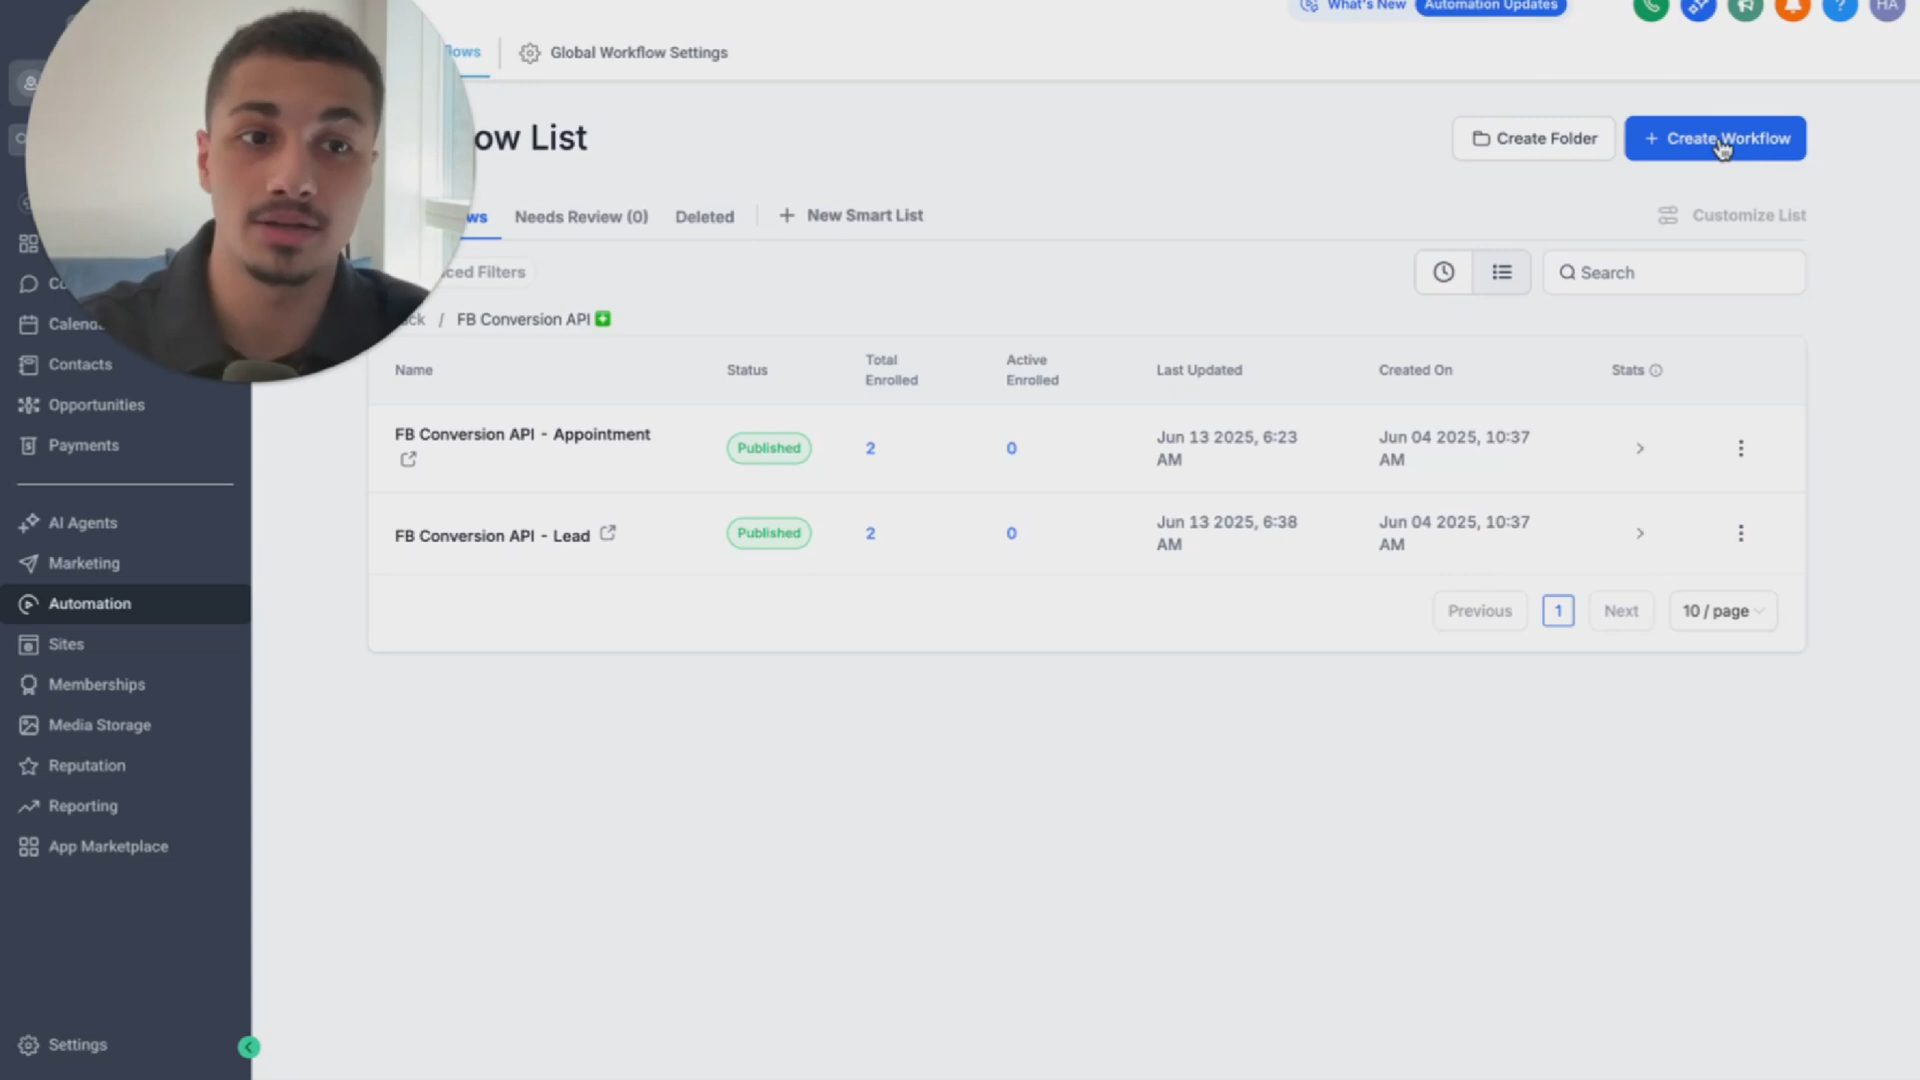 What's New
Automation Updates
HA
Global Workflow Settings
ow List
Create Folder
+ Create Workflow
Needs Review (0)
Deleted
+ New Smart List
Customize List
ced Filters
Search
/ FB Conversion API
Name
Status
Total Enrolled
Active Enrolled
Last Updated
Created On
Stats
FB Conversion API - Appointment
Published
2
0
Jun 13 2025, 6:23 AM
Jun 04 2025, 10:37 AM
FB Conversion API - Lead
Published
2
0
Jun 13 2025, 6:38 AM
Jun 04 2025, 10:37 AM
Previous
1
Next
10 / page
Contacts
Opportunities
Payments
AI Agents
Marketing
Automation
Sites
Memberships
Media Storage
Reputation
Reporting
App Marketplace
Settings